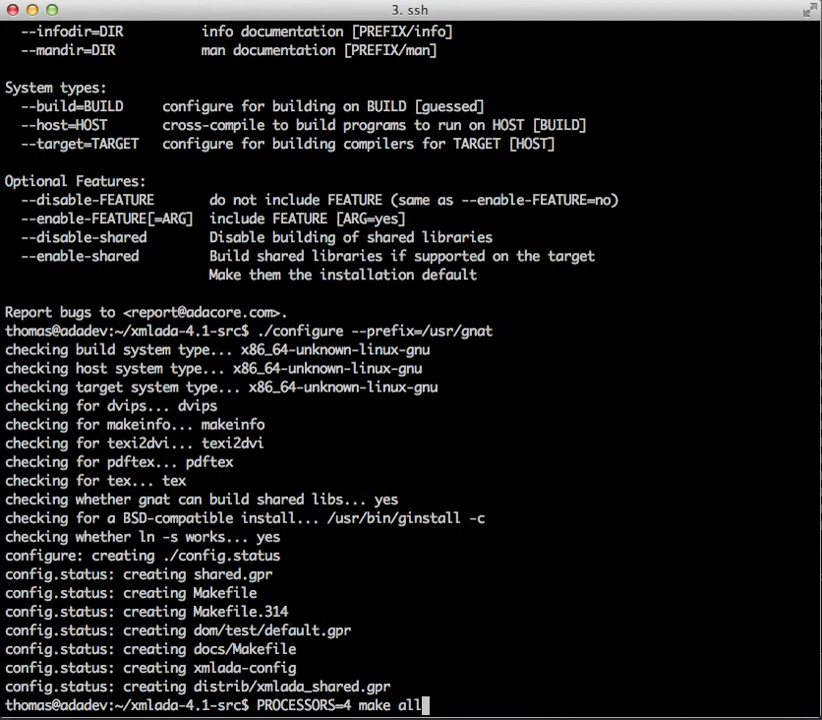 3. ssh
--infodir=DIR info documentation [PREFIX/info]
--mandir=DIR man documentation [PREFIX/man]
System types:
--build=BUILD configure for building on BUILD [guessed]
--host=HOST cross-compile to build programs to run on HOST [BUILD]
--target=TARGET configure for building compilers for TARGET [HOST]
Optional Features:
--disable-FEATURE do not include FEATURE (same as --enable-FEATURE=no)
--enable-FEATURE[=ARG] include FEATURE [ARG=yes]
--disable-shared Disable building of shared libraries
--enable-shared Build shared libraries if supported on the target
Make them the installation default
Report bugs to <report@adacore.com>.
thomas@adadev:~/xmlada-4.1-src$ ./configure --prefix=/usr/gnat
checking build system type... x86_64-unknown-linux-gnu
checking host system type... x86_64-unknown-linux-gnu
checking target system type... x86_64-unknown-linux-gnu
checking for dvips... dvips
checking for makeinfo... makeinfo
checking for texi2dvi... texi2dvi
checking for pdftex... pdftex
checking for tex... tex
checking whether gnat can build shared libs... yes
checking for a BSD-compatible install... /usr/bin/ginstall -c
checking whether ln -s works... yes
configure: creating ./config.status
config.status: creating shared.gpr
config.status: creating Makefile
config.status: creating Makefile.314
config.status: creating dom/test/default.gpr
config.status: creating docs/Makefile
config.status: creating xmlada-config
config.status: creating distrib/xmlada_shared.gpr
thomas@adadev:~/xmlada-4.1-src$ PROCESSORS=4 make all